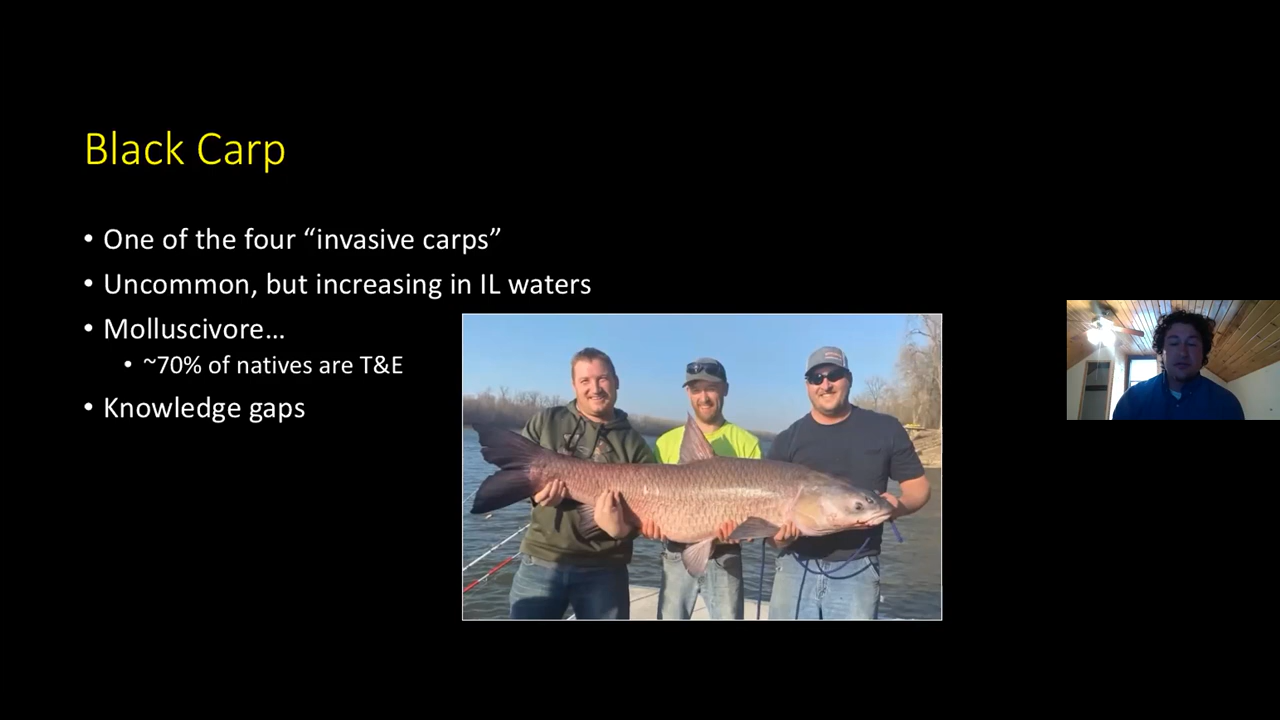 Black Carp
• One of the four “invasive carps”
• Uncommon, but increasing in IL waters
• Molluscivore…
• ~70% of natives are T&E
• Knowledge gaps